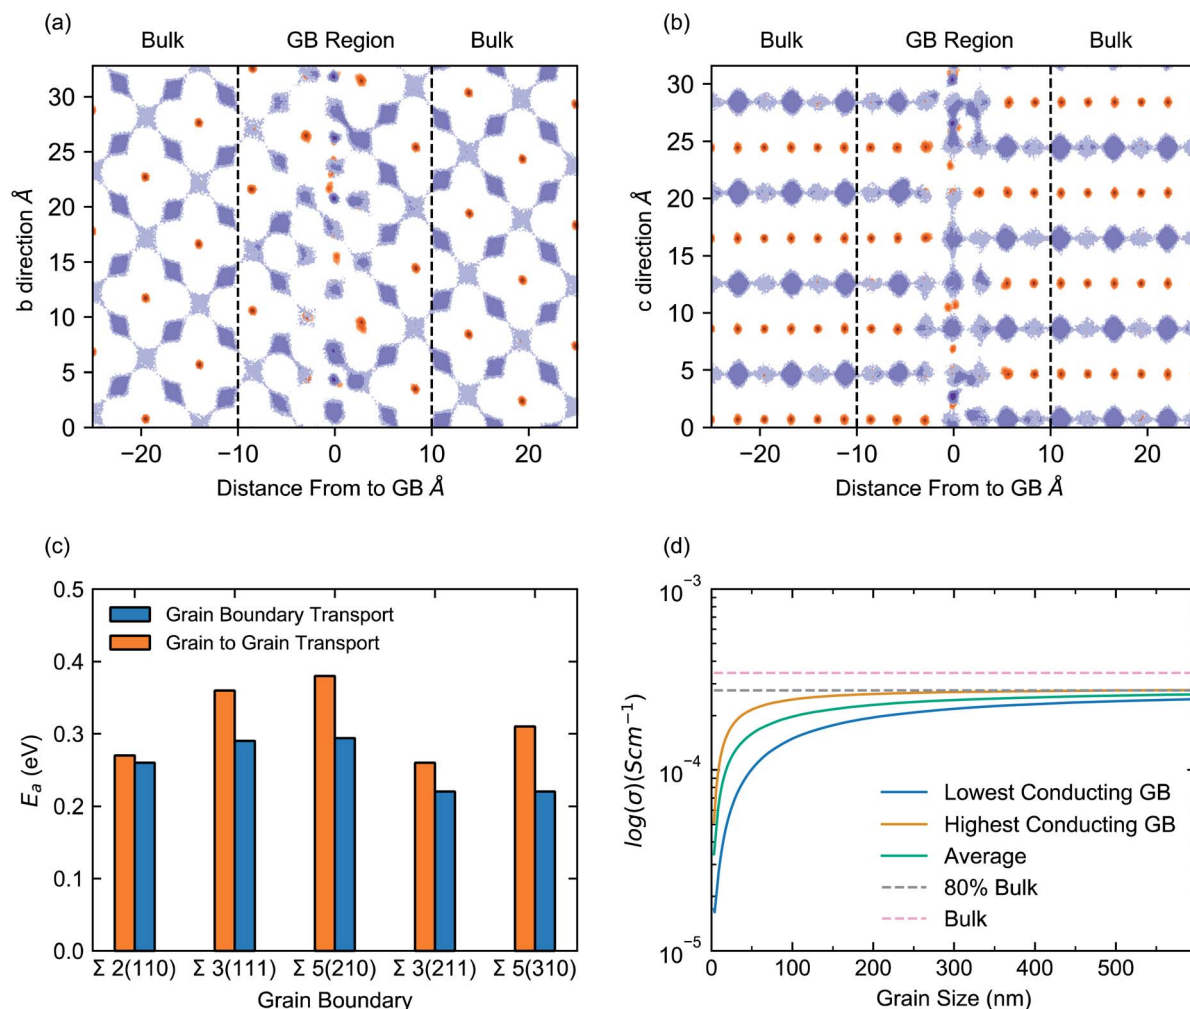 (a)
Bulk GB Region Bulk
b direction Å
30
25
20
15
10
5
0
−20 −10 0 10 20
Distance From to GB Å
(b)
Bulk GB Region Bulk
c direction Å
30
25
20
15
10
5
0
−20 −10 0 10 20
Distance From to GB Å
(c)
E_a (eV)
0.5
0.4
0.3
0.2
0.1
0.0
Grain Boundary Transport
Grain to Grain Transport
Σ 2(110) Σ 3(111) Σ 5(210) Σ 3(211) Σ 5(310)
Grain Boundary
(d)
log(σ)(Scm⁻¹)
10⁻³
10⁻⁴
10⁻⁵
Lowest Conducting GB
Highest Conducting GB
Average
80% Bulk
Bulk
0 100 200 300 400 500
Grain Size (nm)